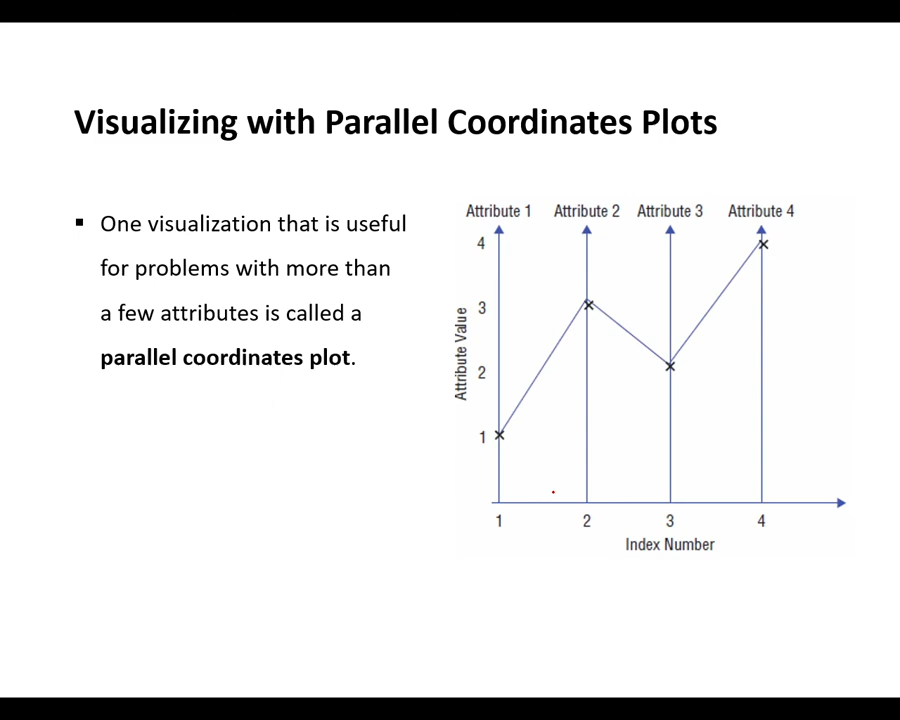 Visualizing with Parallel Coordinates Plots
▪ One visualization that is useful
for problems with more than
a few attributes is called a
parallel coordinates plot.
Attribute 1 Attribute 2 Attribute 3 Attribute 4
4
3
2
1
Attribute Value
1 2 3 4
Index Number